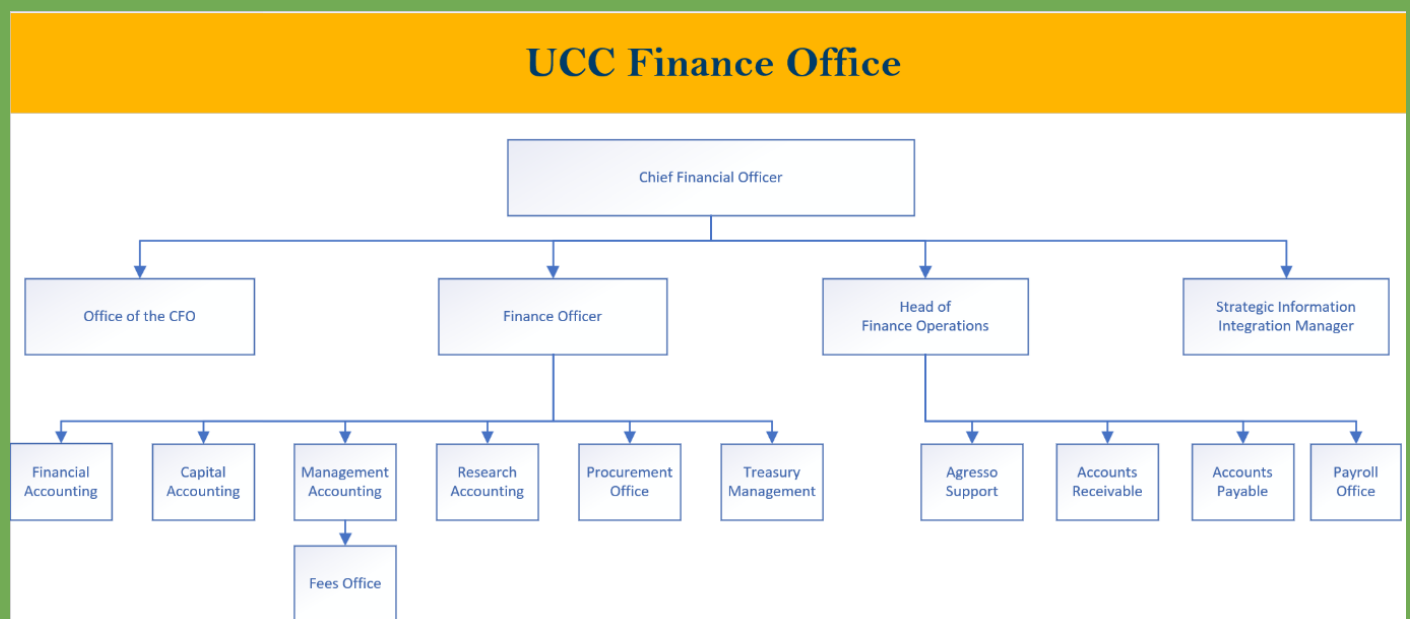 UCC Finance Office
Chief Financial Officer
Office of the CFO
Finance Officer
Head of
Finance Operations
Strategic Information
Integration Manager
Financial
Accounting
Capital
Accounting
Management
Accounting
Research
Accounting
Procurement
Office
Treasury
Management
Agresso
Support
Accounts
Receivable
Accounts
Payable
Payroll
Office
Fees Office